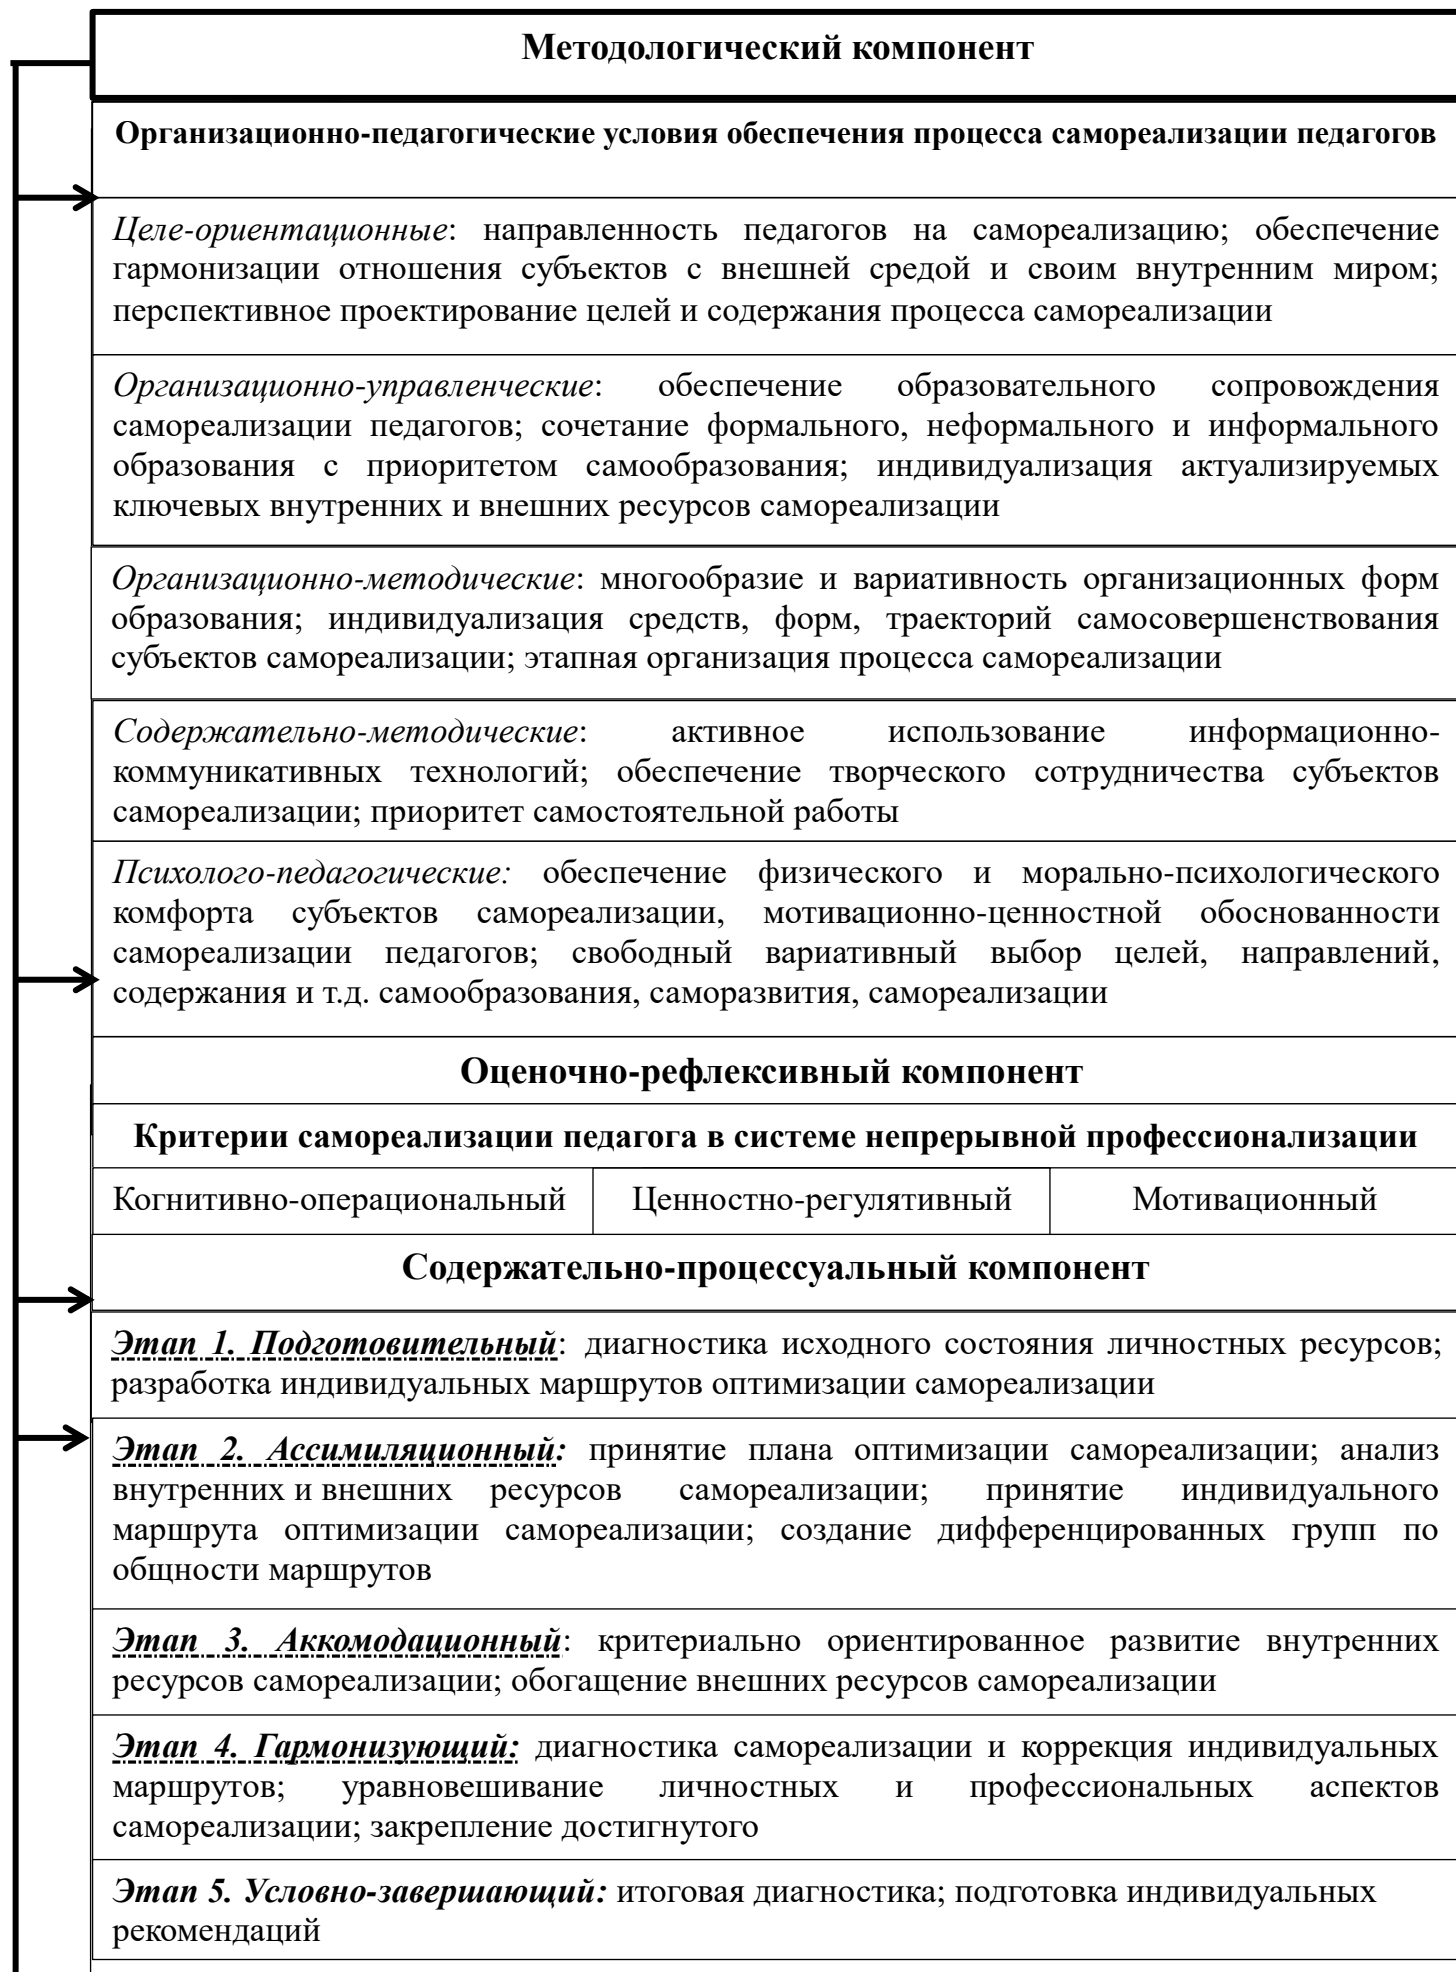 Методологический компонент
Организационно-педагогические условия обеспечения процесса самореализации педагогов
Целе-ориентационные: направленность педагогов на самореализацию; обеспечение
гармонизации отношения субъектов с внешней средой и своим внутренним миром;
перспективное проектирование целей и содержания процесса самореализации
Организационно-управленческие: обеспечение образовательного сопровождения
самореализации педагогов; сочетание формального, неформального и информального
образования с приоритетом самообразования; индивидуализация актуализируемых
ключевых внутренних и внешних ресурсов самореализации
Организационно-методические: многообразие и вариативность организационных форм
образования; индивидуализация средств, форм, траекторий самосовершенствования
субъектов самореализации; этапная организация процесса самореализации
Содержательно-методические: активное использование информационно-
коммуникативных технологий; обеспечение творческого сотрудничества субъектов
самореализации; приоритет самостоятельной работы
Психолого-педагогические: обеспечение физического и морально-психологического
комфорта субъектов самореализации, мотивационно-ценностной обоснованности
самореализации педагогов; свободный вариативный выбор целей, направлений,
содержания и т.д. самообразования, саморазвития, самореализации
Оценочно-рефлексивный компонент
Критерии самореализации педагога в системе непрерывной профессионализации
Когнитивно-операциональный Ценностно-регулятивный Мотивационный
Содержательно-процессуальный компонент
Этап 1. Подготовительный: диагностика исходного состояния личностных ресурсов;
разработка индивидуальных маршрутов оптимизации самореализации
Этап 2. Ассимиляционный: принятие плана оптимизации самореализации; анализ
внутренних и внешних ресурсов самореализации; принятие индивидуального
маршрута оптимизации самореализации; создание дифференцированных групп по
общности маршрутов
Этап 3. Аккомодационный: критериально ориентированное развитие внутренних
ресурсов самореализации; обогащение внешних ресурсов самореализации
Этап 4. Гармонизующий: диагностика самореализации и коррекция индивидуальных
маршрутов; уравновешивание личностных и профессиональных аспектов
самореализации; закрепление достигнутого
Этап 5. Условно-завершающий: итоговая диагностика; подготовка индивидуальных
рекомендаций